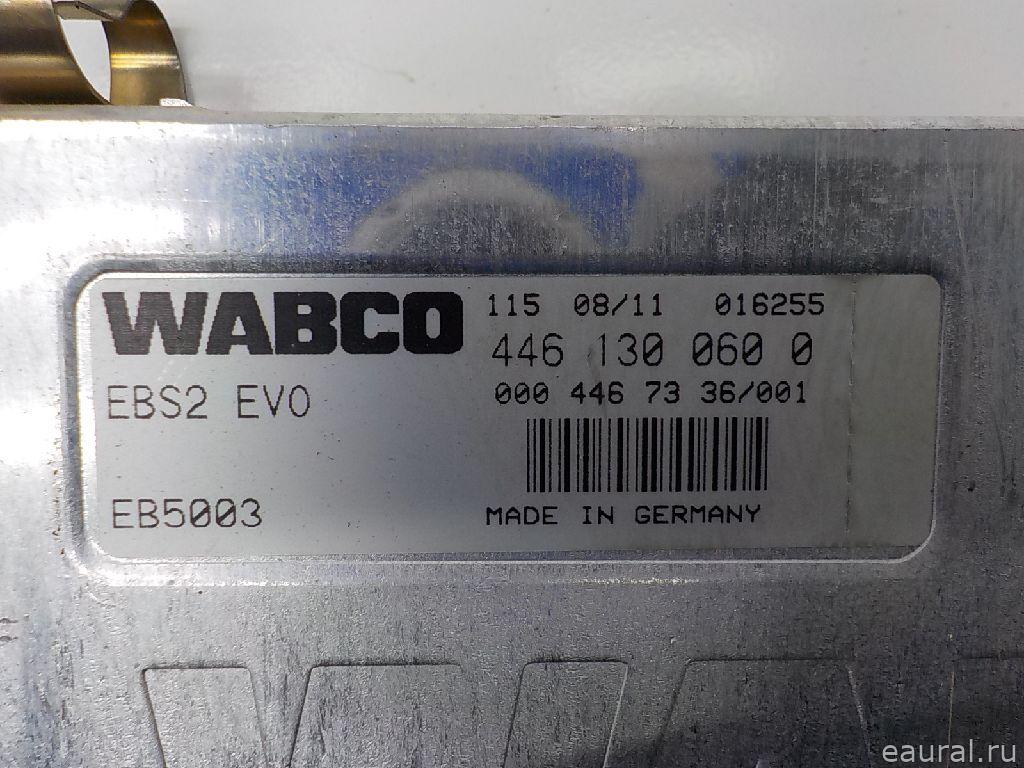 WABCO
115 08/11 016255
446 130 060 0
EBS2 EVO
000 446 73 36/001
EB5003
MADE IN GERMANY
eaural.ru